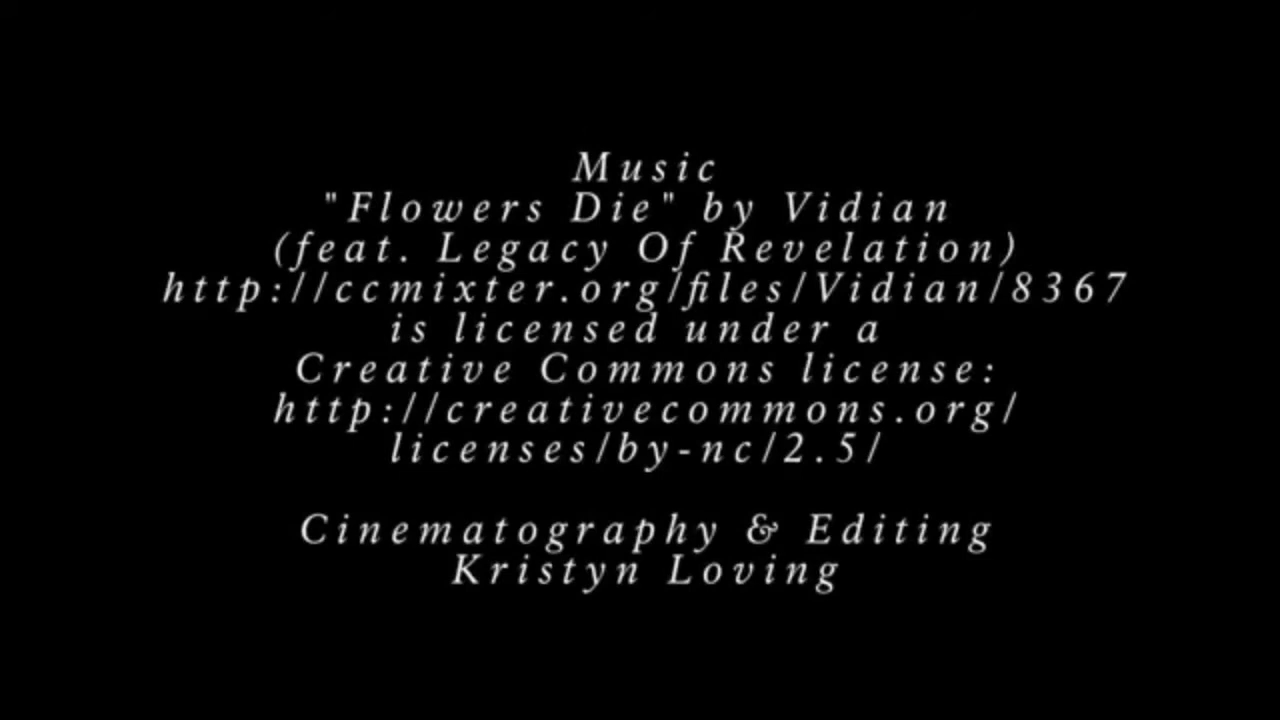 Music
"Flowers Die" by Vidian
(feat. Legacy Of Revelation)
http://ccmixter.org/files/Vidian/8367
is licensed under a
Creative Commons license:
http://creativecommons.org/
licenses/by-nc/2.5/
Cinematography & Editing
Kristyn Loving